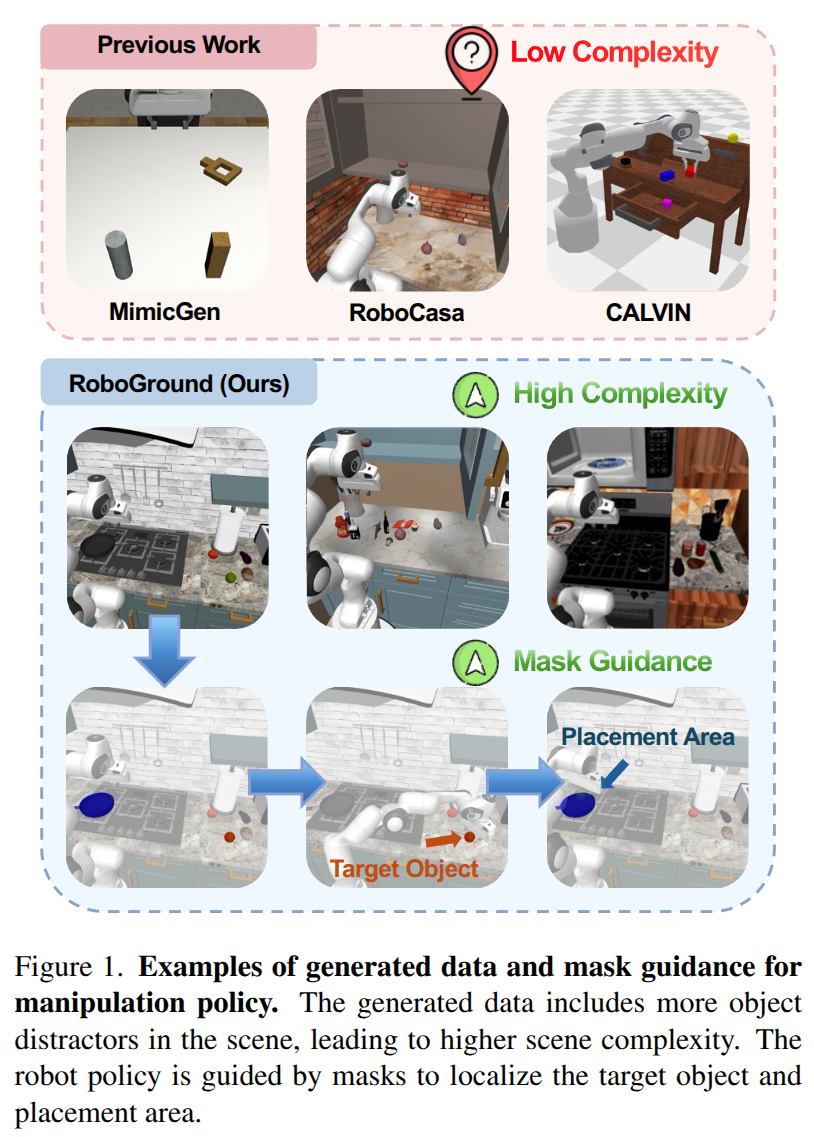 Previous Work
?
Low Complexity
MimicGen
RoboCasa
CALVIN
RoboGround (Ours)
High Complexity
Mask Guidance
Placement Area
Target Object
Figure 1. Examples of generated data and mask guidance for
manipulation policy. The generated data includes more object
distractors in the scene, leading to higher scene complexity. The
robot policy is guided by masks to localize the target object and
placement area.